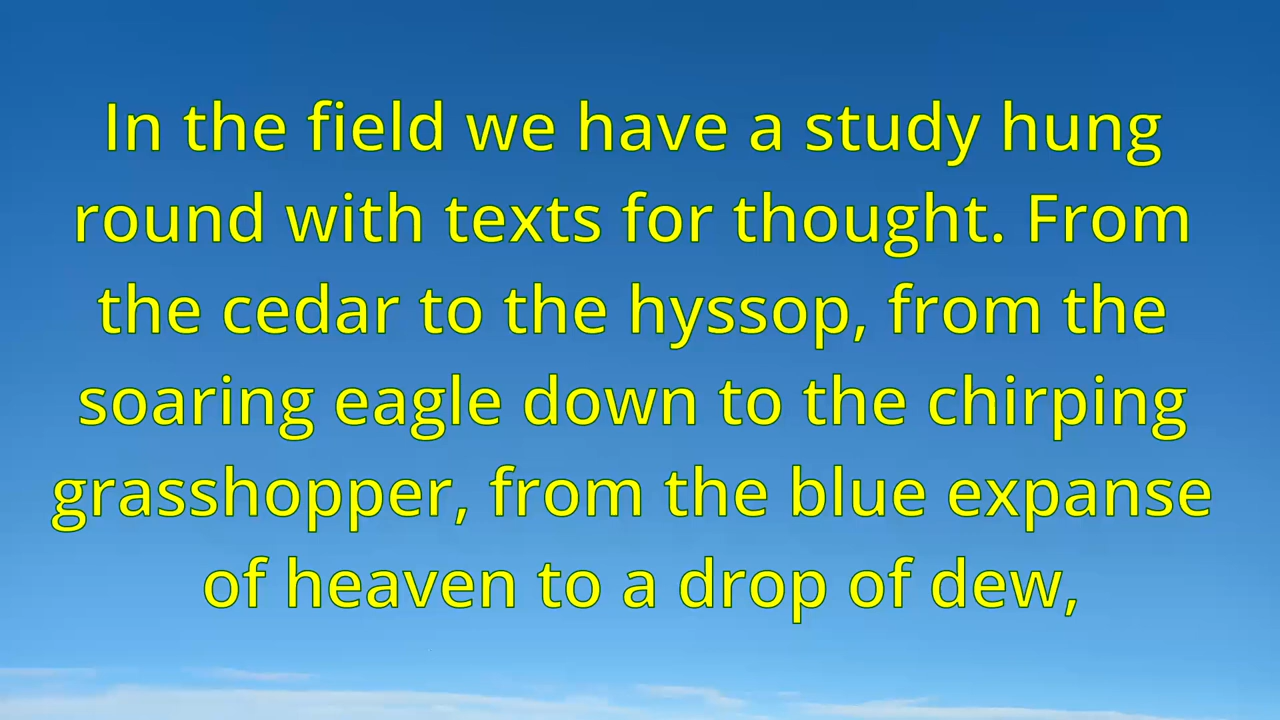 In the field we have a study hung
round with texts for thought. From
the cedar to the hyssop, from the
soaring eagle down to the chirping
grasshopper, from the blue expanse
of heaven to a drop of dew,